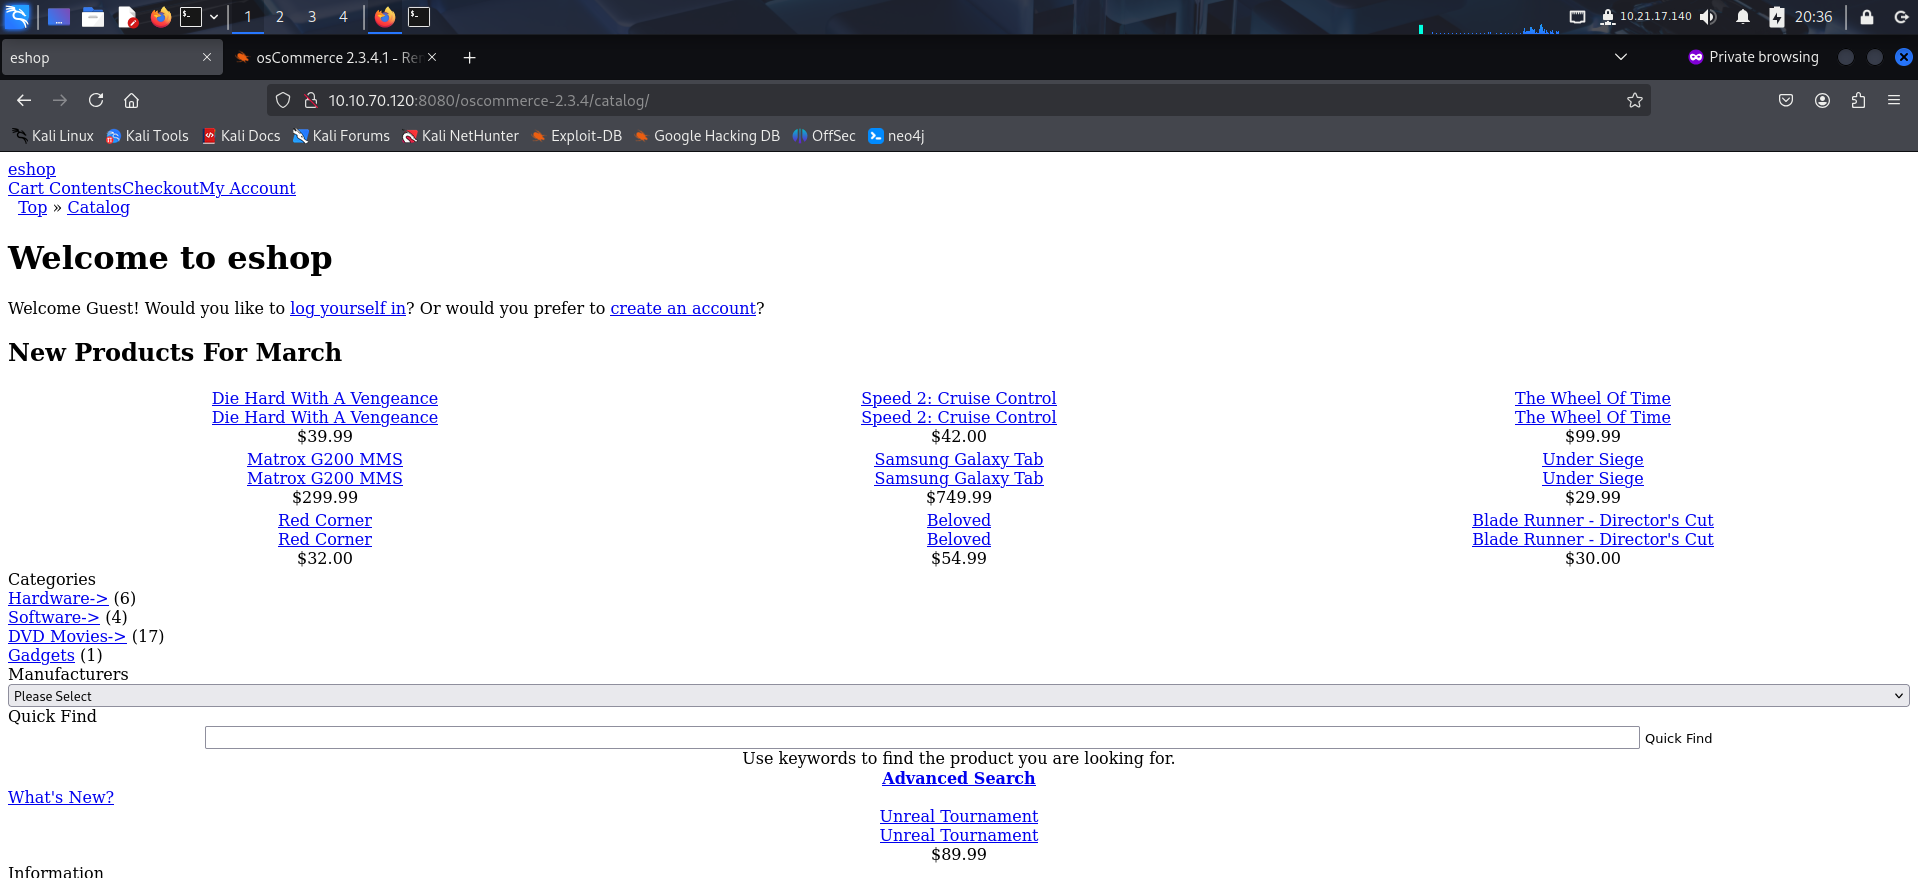 1 2 3 4 10.21.17.140 20:36
eshop osCommerce 2.3.4.1 - Rer Private browsing
10.10.70.120:8080/oscommerce-2.3.4/catalog/
Kali Linux Kali Tools Kali Docs Kali Forums Kali NetHunter Exploit-DB Google Hacking DB OffSec neo4j
eshop
Cart ContentsCheckoutMy Account
Top » Catalog
Welcome to eshop
Welcome Guest! Would you like to log yourself in? Or would you prefer to create an account?
New Products For March
Die Hard With A Vengeance Speed 2: Cruise Control The Wheel Of Time
Die Hard With A Vengeance Speed 2: Cruise Control The Wheel Of Time
$39.99 $42.00 $99.99
Matrox G200 MMS Samsung Galaxy Tab Under Siege
Matrox G200 MMS Samsung Galaxy Tab Under Siege
$299.99 $749.99 $29.99
Red Corner Beloved Blade Runner - Director's Cut
Red Corner Beloved Blade Runner - Director's Cut
$32.00 $54.99 $30.00
Categories
Hardware-> (6)
Software-> (4)
DVD Movies-> (17)
Gadgets (1)
Manufacturers
Please Select
Quick Find
Quick Find
Use keywords to find the product you are looking for.
Advanced Search
What's New?
Unreal Tournament
Unreal Tournament
$89.99
Information